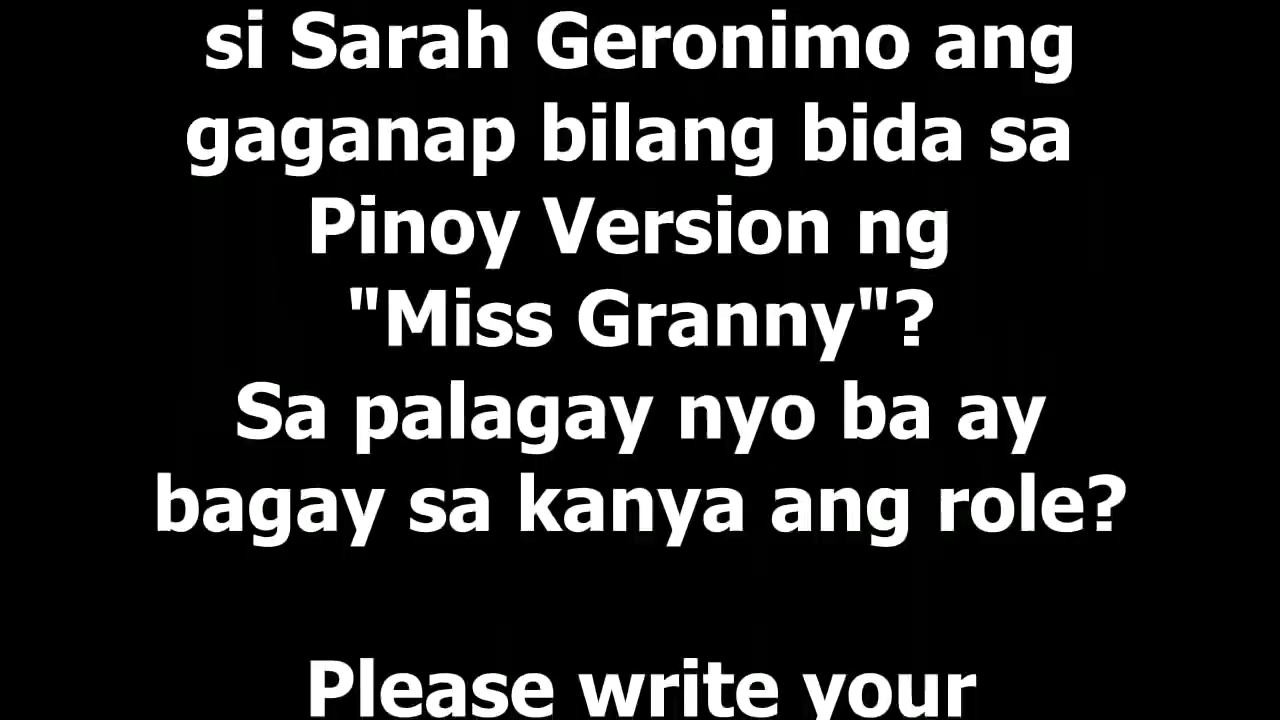 si Sarah Geronimo ang
gaganap bilang bida sa
Pinoy Version ng
"Miss Granny"?
Sa palagay nyo ba ay
bagay sa kanya ang role?
Please write your